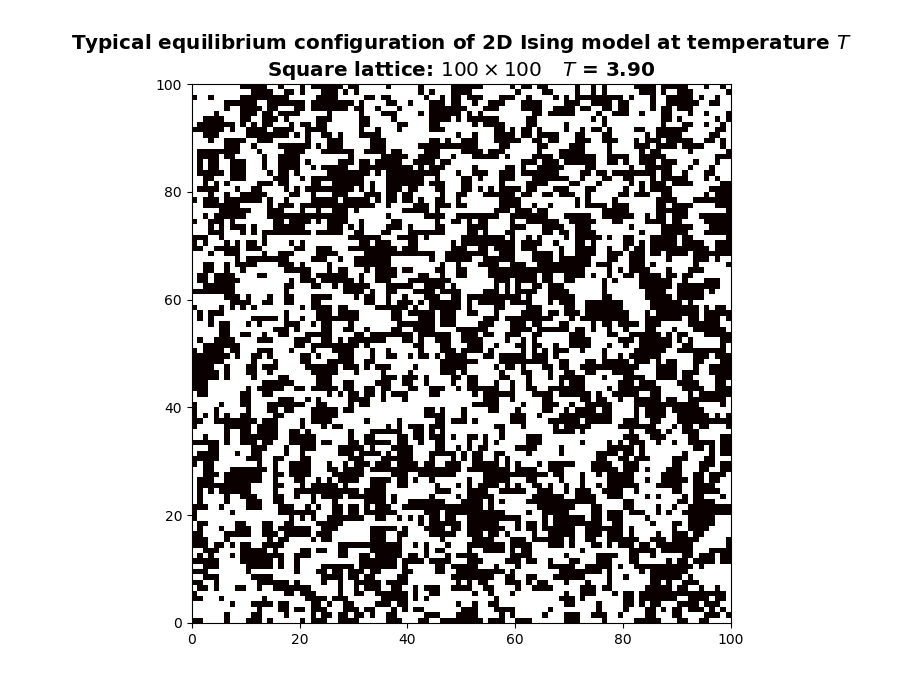 Typical equilibrium configuration of 2D Ising model at temperature T
Square lattice: 100 × 100 T = 3.90
100
80
60
40
20
0
0 20 40 60 80 100